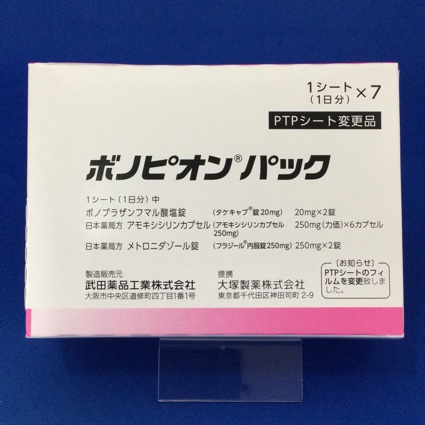 1シート
(1日分) ×7
PTPシート変更品
ボノピオン®パック
1シート(1日分)中
ボノプラザンフマル酸塩錠 (タケキャブ®錠20mg) 20mg×2錠
日本薬局方 アモキシシリンカプセル (アモキシシリンカプセル 250mg(力価)×6カプセル
250mg)
日本薬局方 メトロニダゾール錠 (フラジール®内服錠250mg) 250mg×2錠
〔お知らせ〕
PTPシートのフィ
ルムを変更致しまし
た。
製造販売元 提携
武田薬品工業株式会社 大塚製薬株式会社
大阪市中央区道修町四丁目1番1号 東京都千代田区神田司町2-9